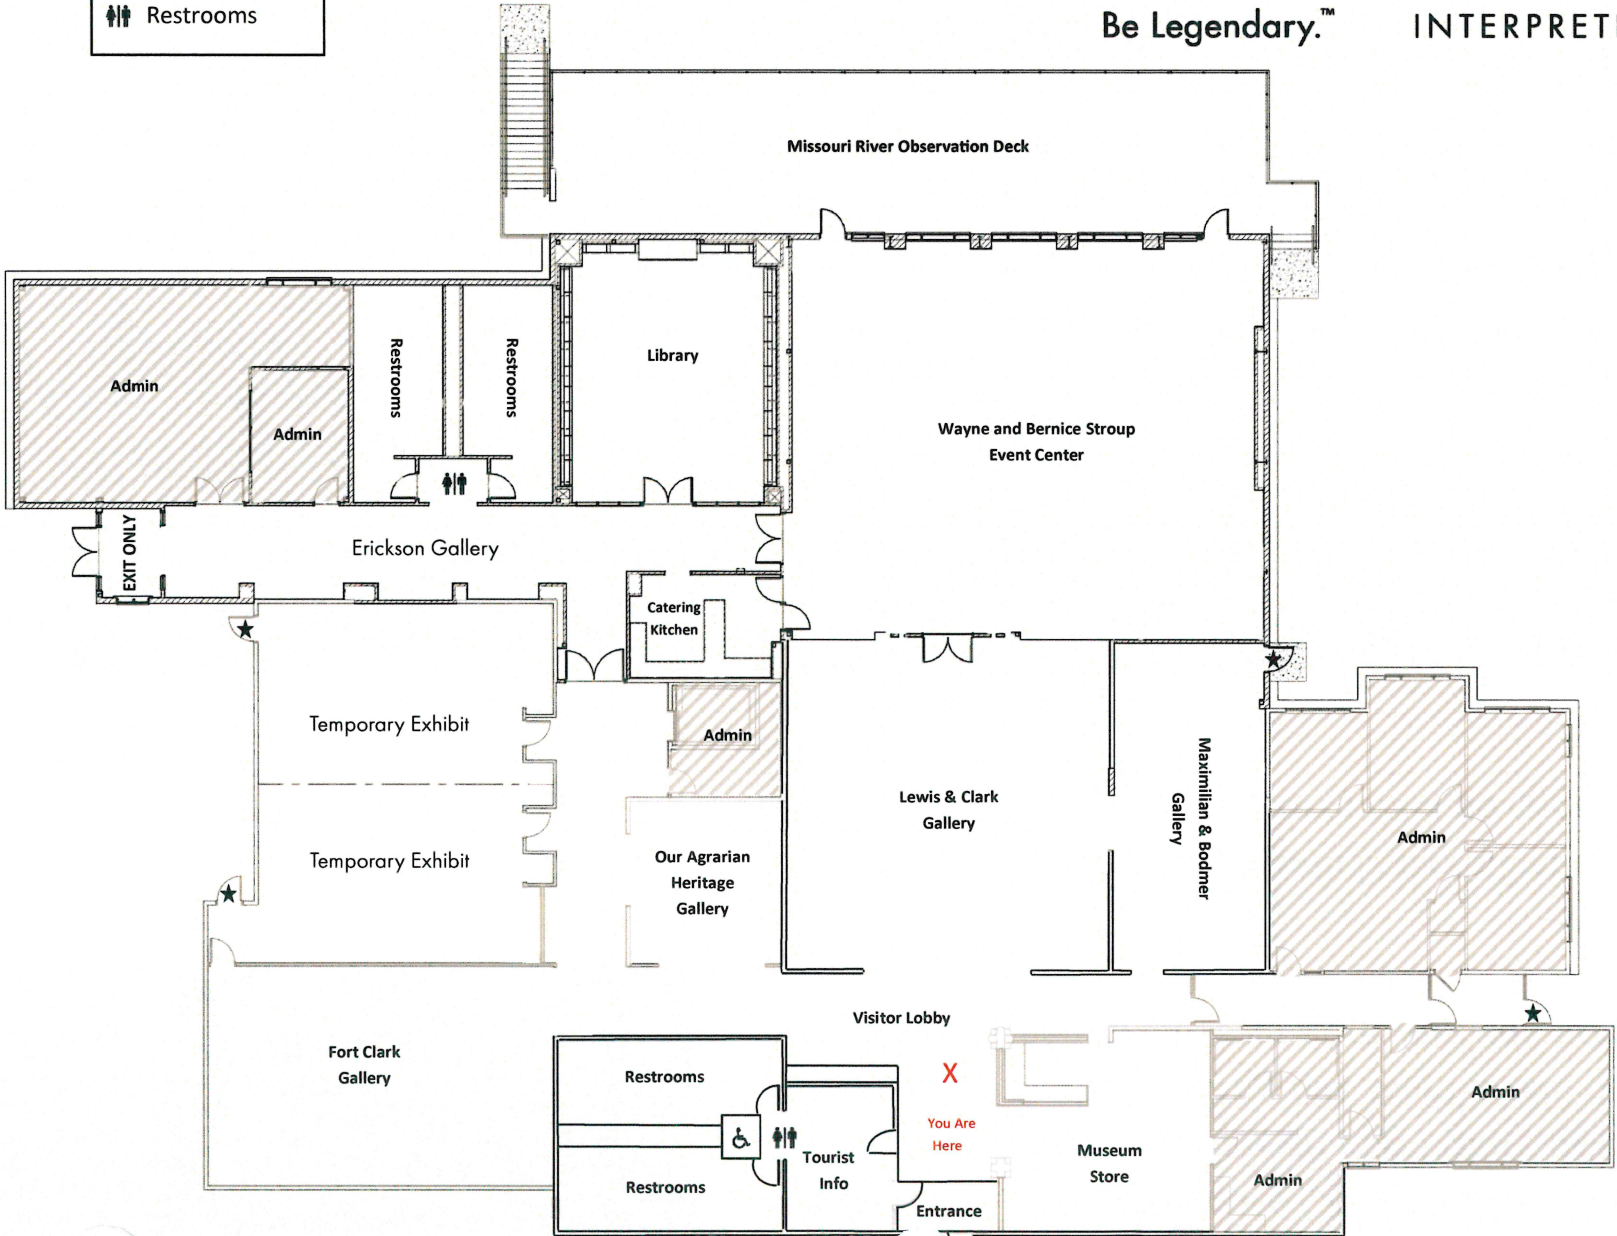 Restrooms
Be Legendary.™
INTERPRETI
Missouri River Observation Deck
Admin
Admin
Restrooms
Restrooms
Library
Wayne and Bernice Stroup
Event Center
EXIT ONLY
Erickson Gallery
Catering
Kitchen
Temporary Exhibit
Temporary Exhibit
Admin
Our Agrarian
Heritage
Gallery
Lewis & Clark
Gallery
Maximilian & Bodmer
Gallery
Admin
Visitor Lobby
Fort Clark
Gallery
Restrooms
Restrooms
Tourist
Info
X
You Are
Here
Entrance
Museum
Store
Admin
Admin